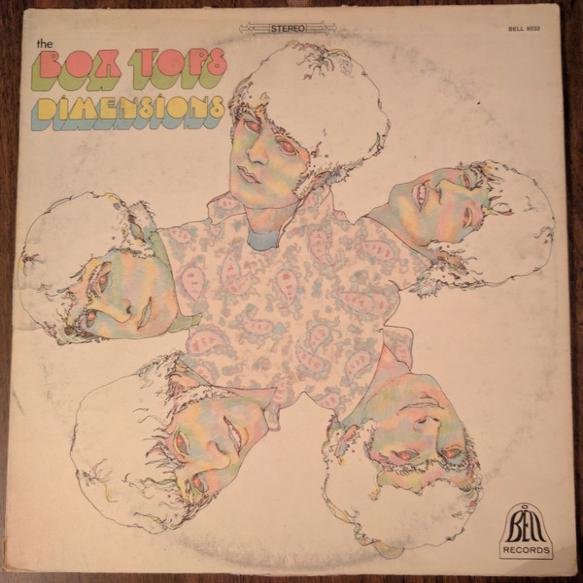 STEREO
BELL 6032
the
BOX TOPS
DIMENSIONS
BELL
RECORDS